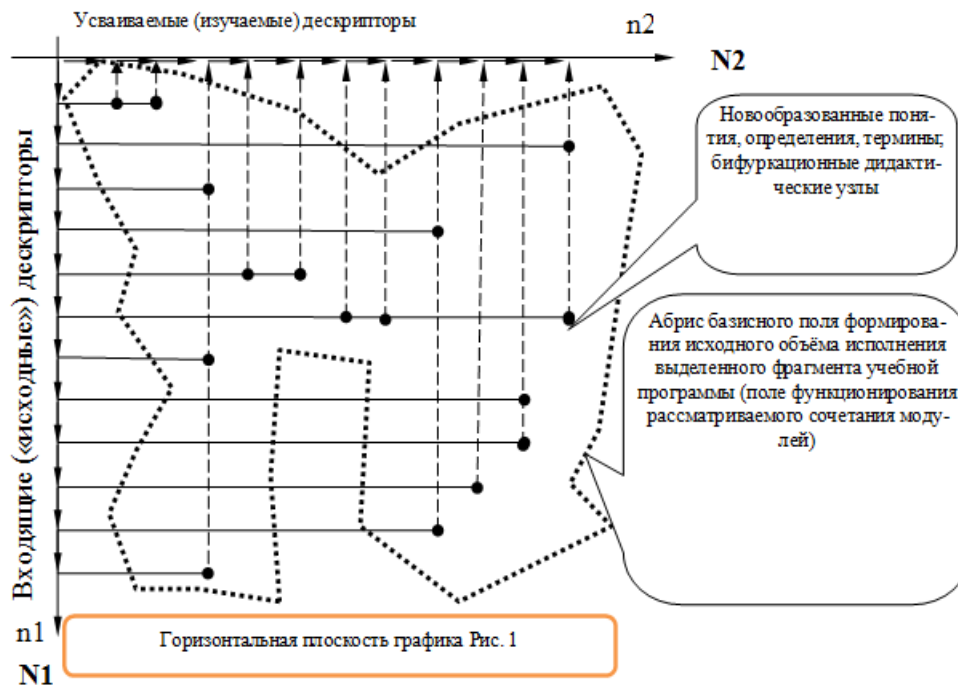 Усваиваемые (изучаемые) дескрипторы
n2
N2
Новообразованные поня-
тия, определения, термины;
бифуркационные дидакти-
ческие узлы
Абрис базисного поля формирова-
ния исходного объёма исполнения
выделенного фрагмента учебной
программы (поле функционирования
рассматриваемого сочетания моду-
лей)
Входящие («исходные») дескрипторы
n1
N1
Горизонтальная плоскость графика Рис. 1